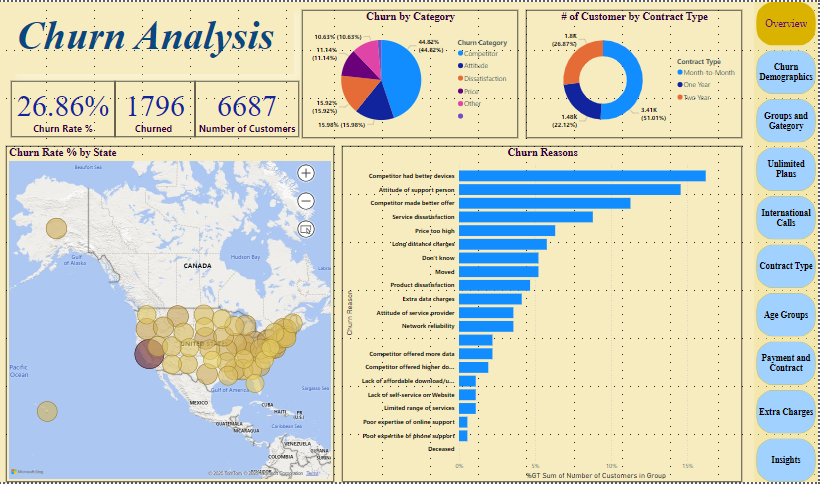 Churn Analysis
26.86%
Churn Rate %
1796
Churned
6687
Number of Customers
Churn by Category
10.63% (10.63%)
11.14%
(11.14%)
15.92%
(15.92%)
15.98% (15.98%)
44.82%
(44.82%)
Churn Category
Competitor
Attitude
Dissatisfaction
Price
Other
# of Customer by Contract Type
1.8K
(26.87%)
1.48K
(22.12%)
3.41K
(51.01%)
Contract Type
Month-to-Month
One Year
Two Year
Churn Rate % by State
Beaufort Sea
Gulf
of Alaska
CANADA
Hudson Bay
UNITED STATES
Pacific
Ocean
Gulf of America
Sargasso Sea
MEXICO
CUBA
HAITI
PR
(U.S.)
GUATEMALA
NICARAGUA
Caribbean Sea
VENEZUELA
COLOMBIA
ECUADOR
Microsoft Bing
Terms
Churn Reasons
Churn Reason
Competitor had better devices
Attitude of support person
Competitor made better offer
Service dissatisfaction
Price too high
Long distance charges
Don't know
Moved
Product dissatisfaction
Extra data charges
Attitude of service provider
Network reliability
Competitor offered more data
Competitor offered higher do...
Lack of affordable download/u...
Lack of self-service on Website
Limited range of services
Poor expertise of online support
Poor expertise of phone support
Deceased
0%
5%
10%
15%
%GT Sum of Number of Customers in Group
Overview
Churn
Demographics
Groups and
Gategory
Unlimited
Plans
International
Calls
Contract Type
Age Groups
Payment and
Contract
Extra Charges
Insights